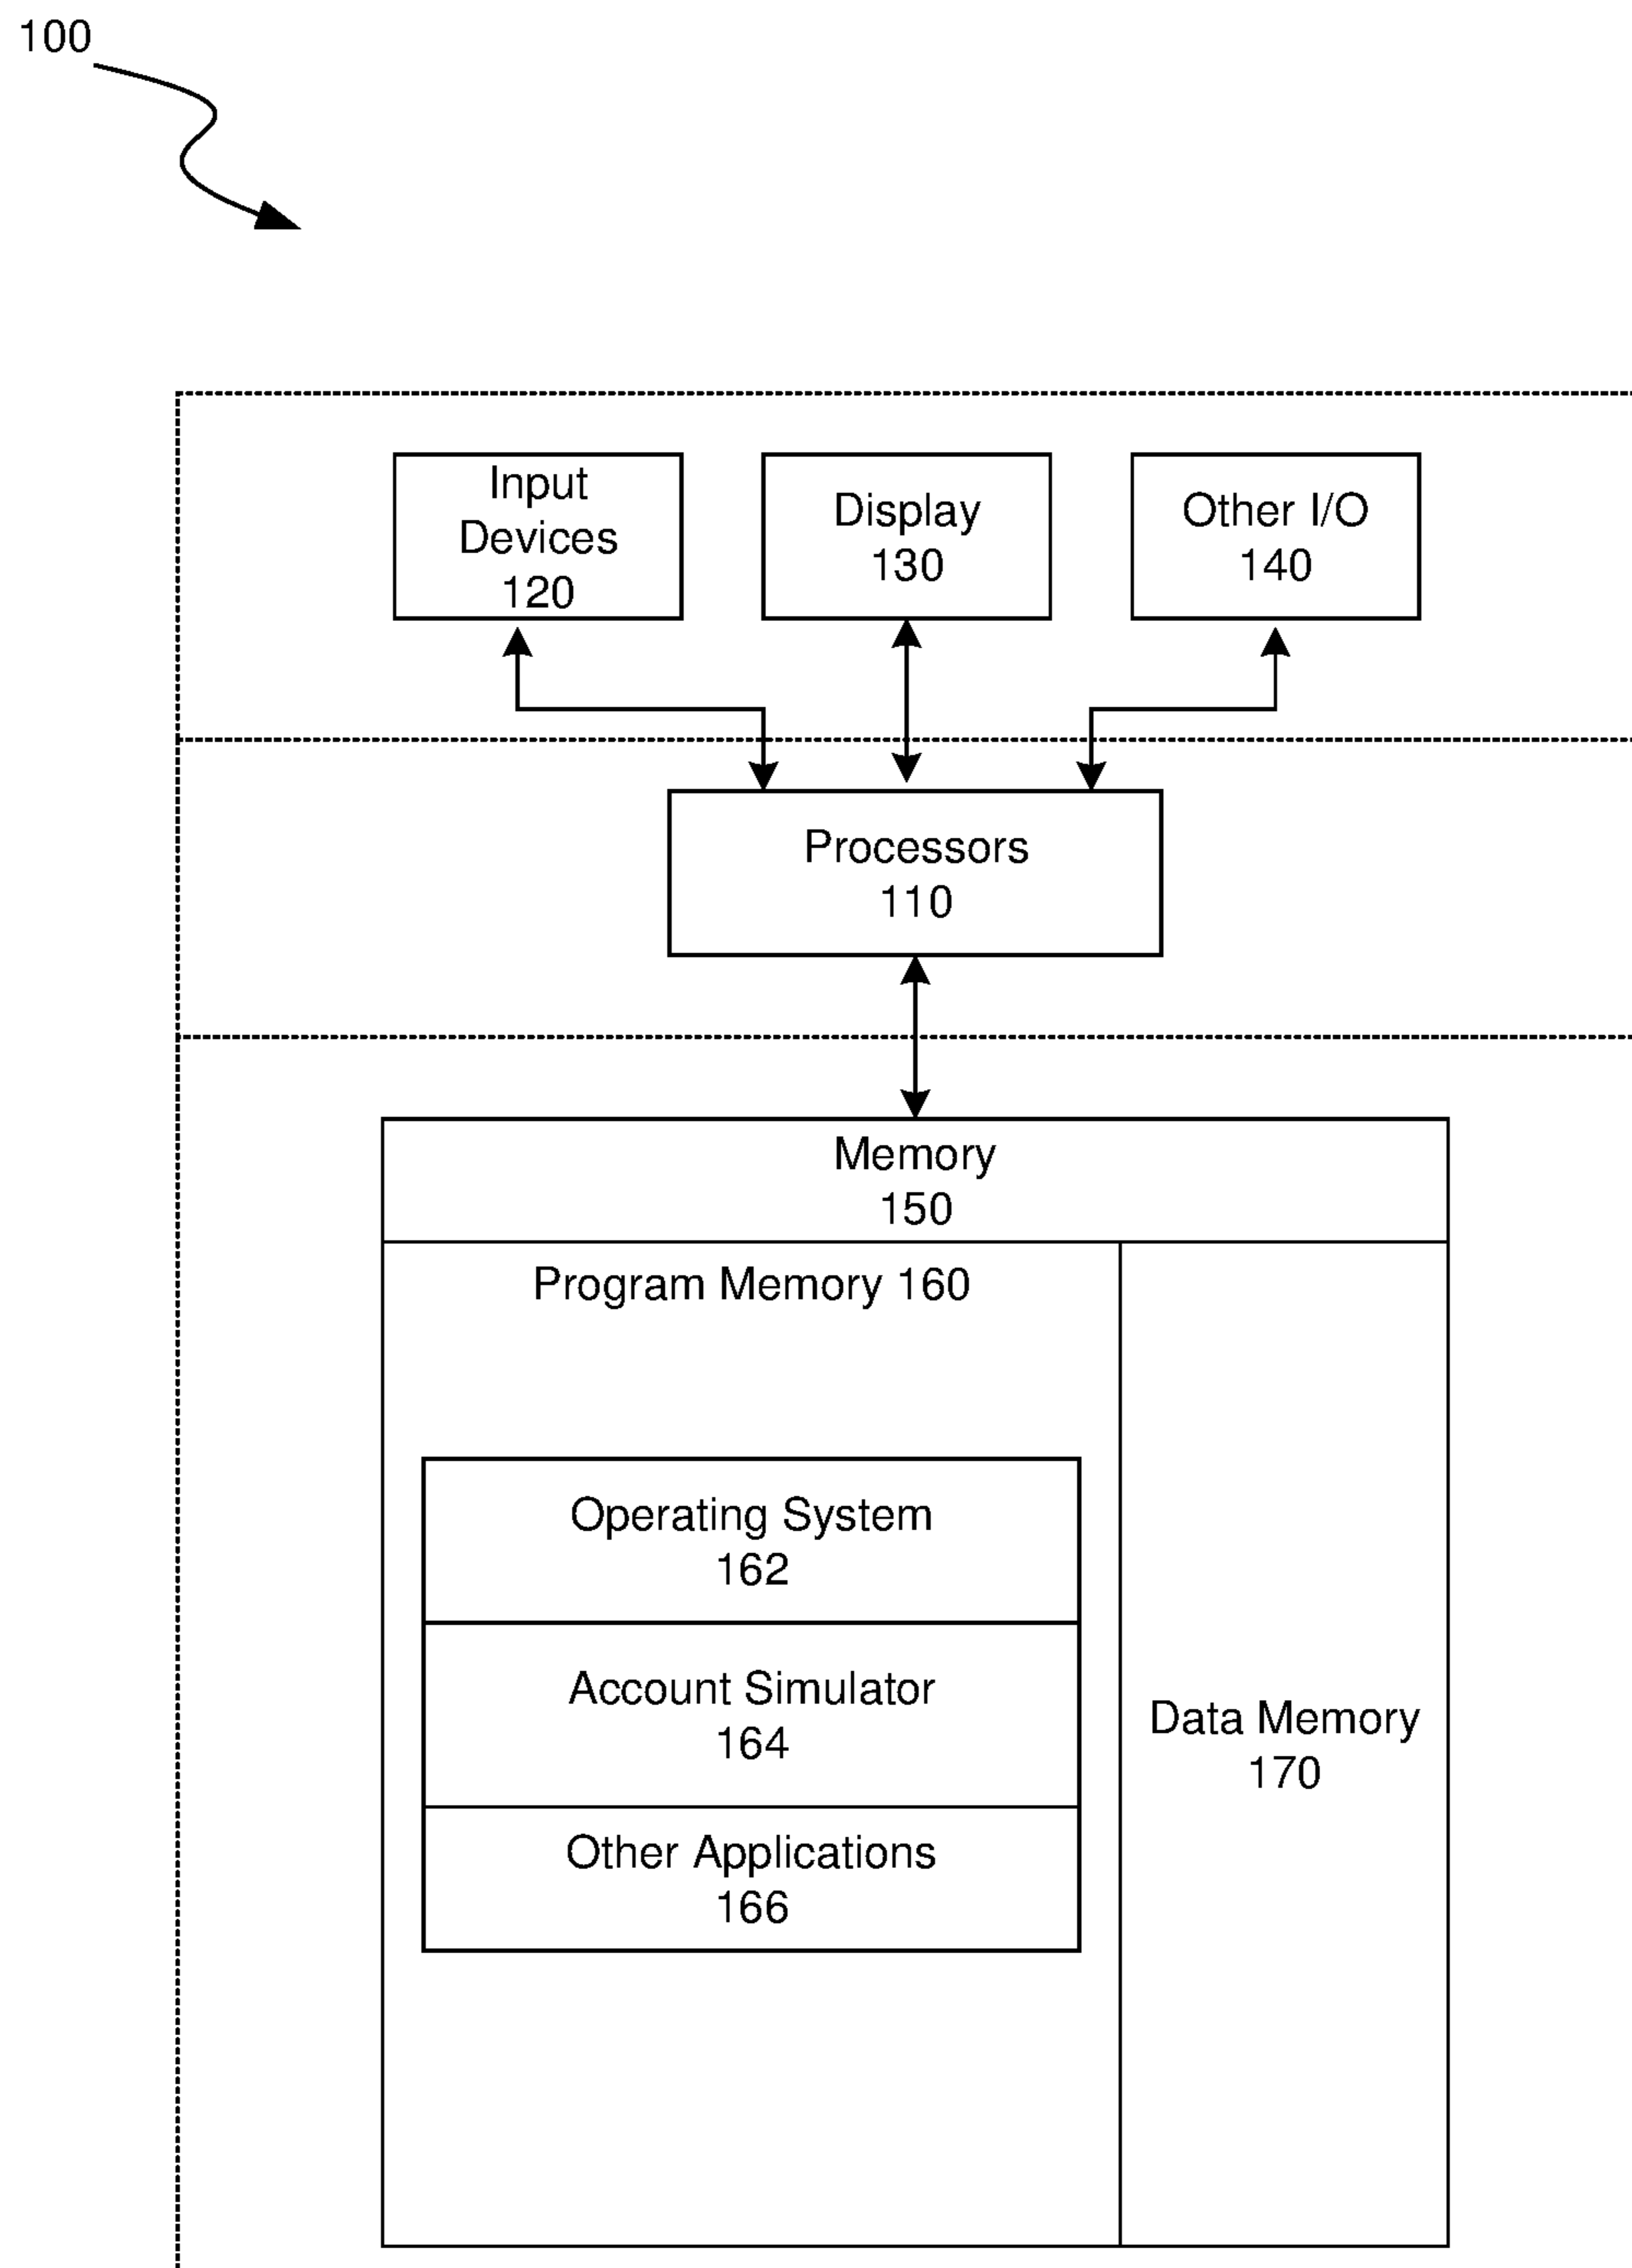 100
Input
Devices
120
Display
130
Other I/O
140
Processors
110
Memory
150
Program Memory 160
Operating System
162
Account Simulator
164
Other Applications
166
Data Memory
170